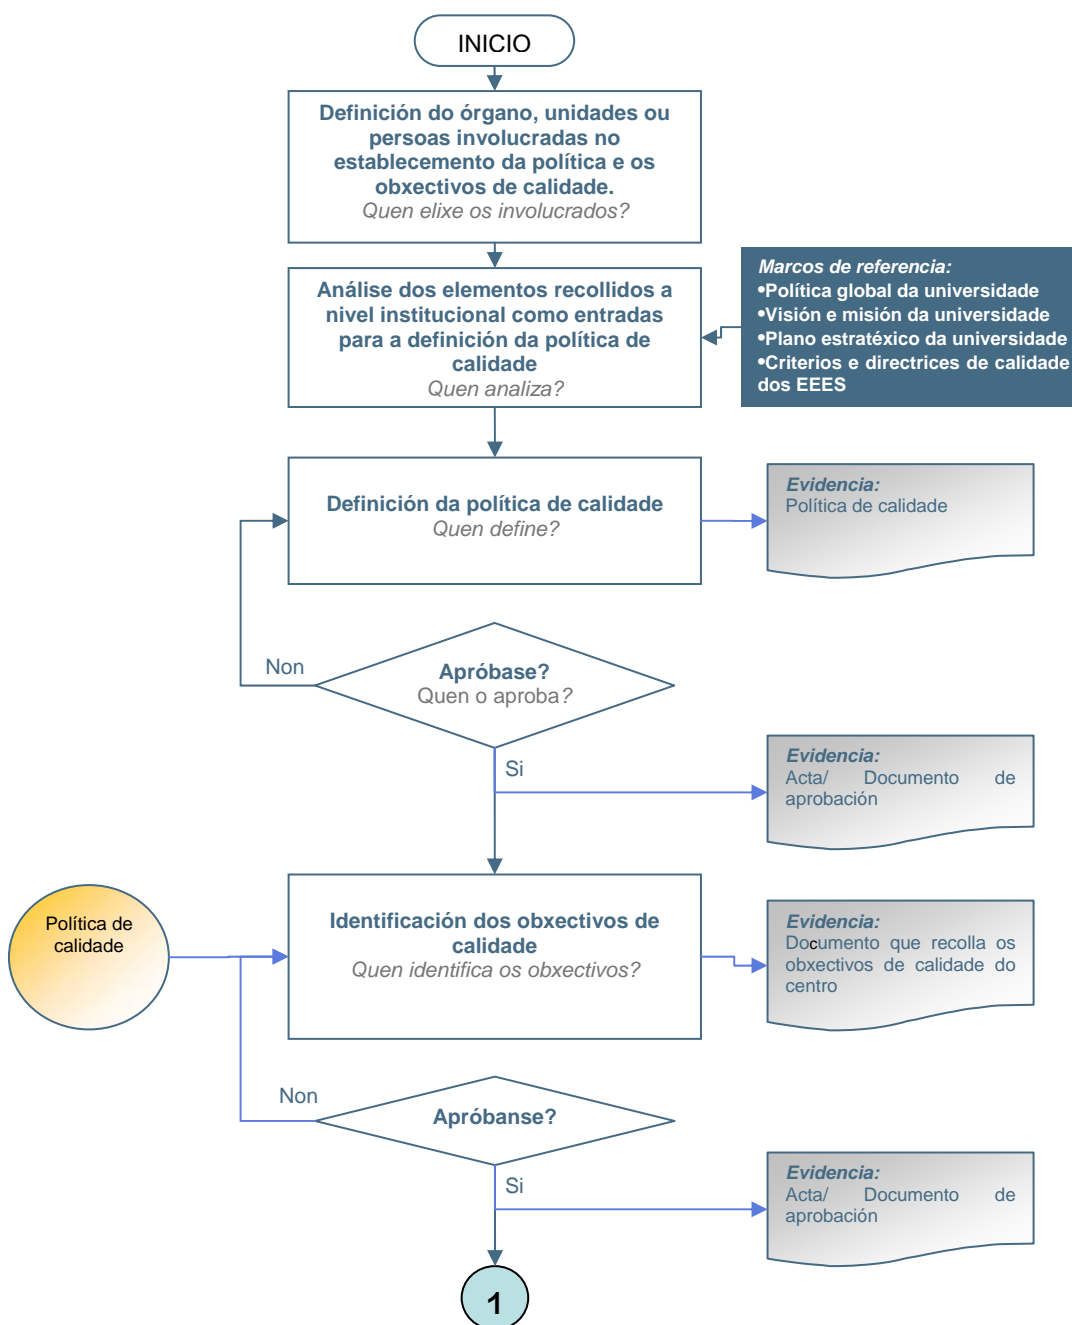 INICIO
Definición do órgano, unidades ou
persoas involucradas no
establecemento da política e os
obxectivos de calidade.
Quen elixe os involucrados?
Análise dos elementos recollidos a
nivel institucional como entradas
para a definición da política de
calidade
Quen analiza?
Marcos de referencia:
•Política global da universidade
•Visión e misión da universidade
•Plano estratéxico da universidade
•Criterios e directrices de calidade
dos EEES
Definición da política de calidade
Quen define?
Evidencia:
Política de calidade
Non
Apróbase?
Quen o aproba?
Si
Evidencia:
Acta/ Documento de
aprobación
Política de
calidade
Identificación dos obxectivos de
calidade
Quen identifica os obxectivos?
Evidencia:
Documento que recolla os
obxectivos de calidade do
centro
Non
Apróbanse?
Si
Evidencia:
Acta/ Documento de
aprobación
1